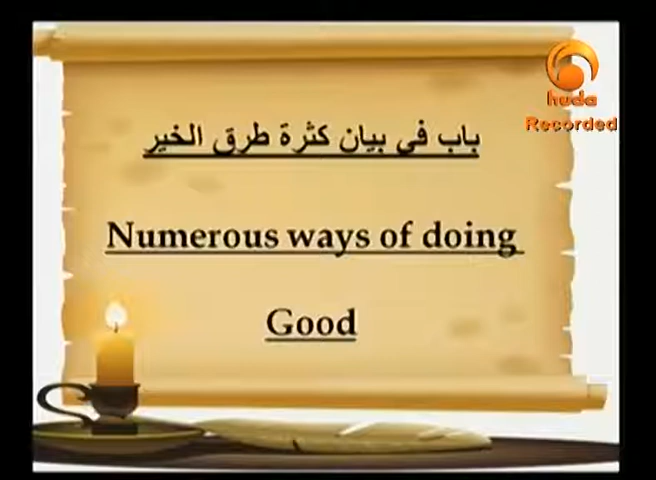 huda
Recorded
باب في بيان كثرة طرق الخير
Numerous ways of doing
Good